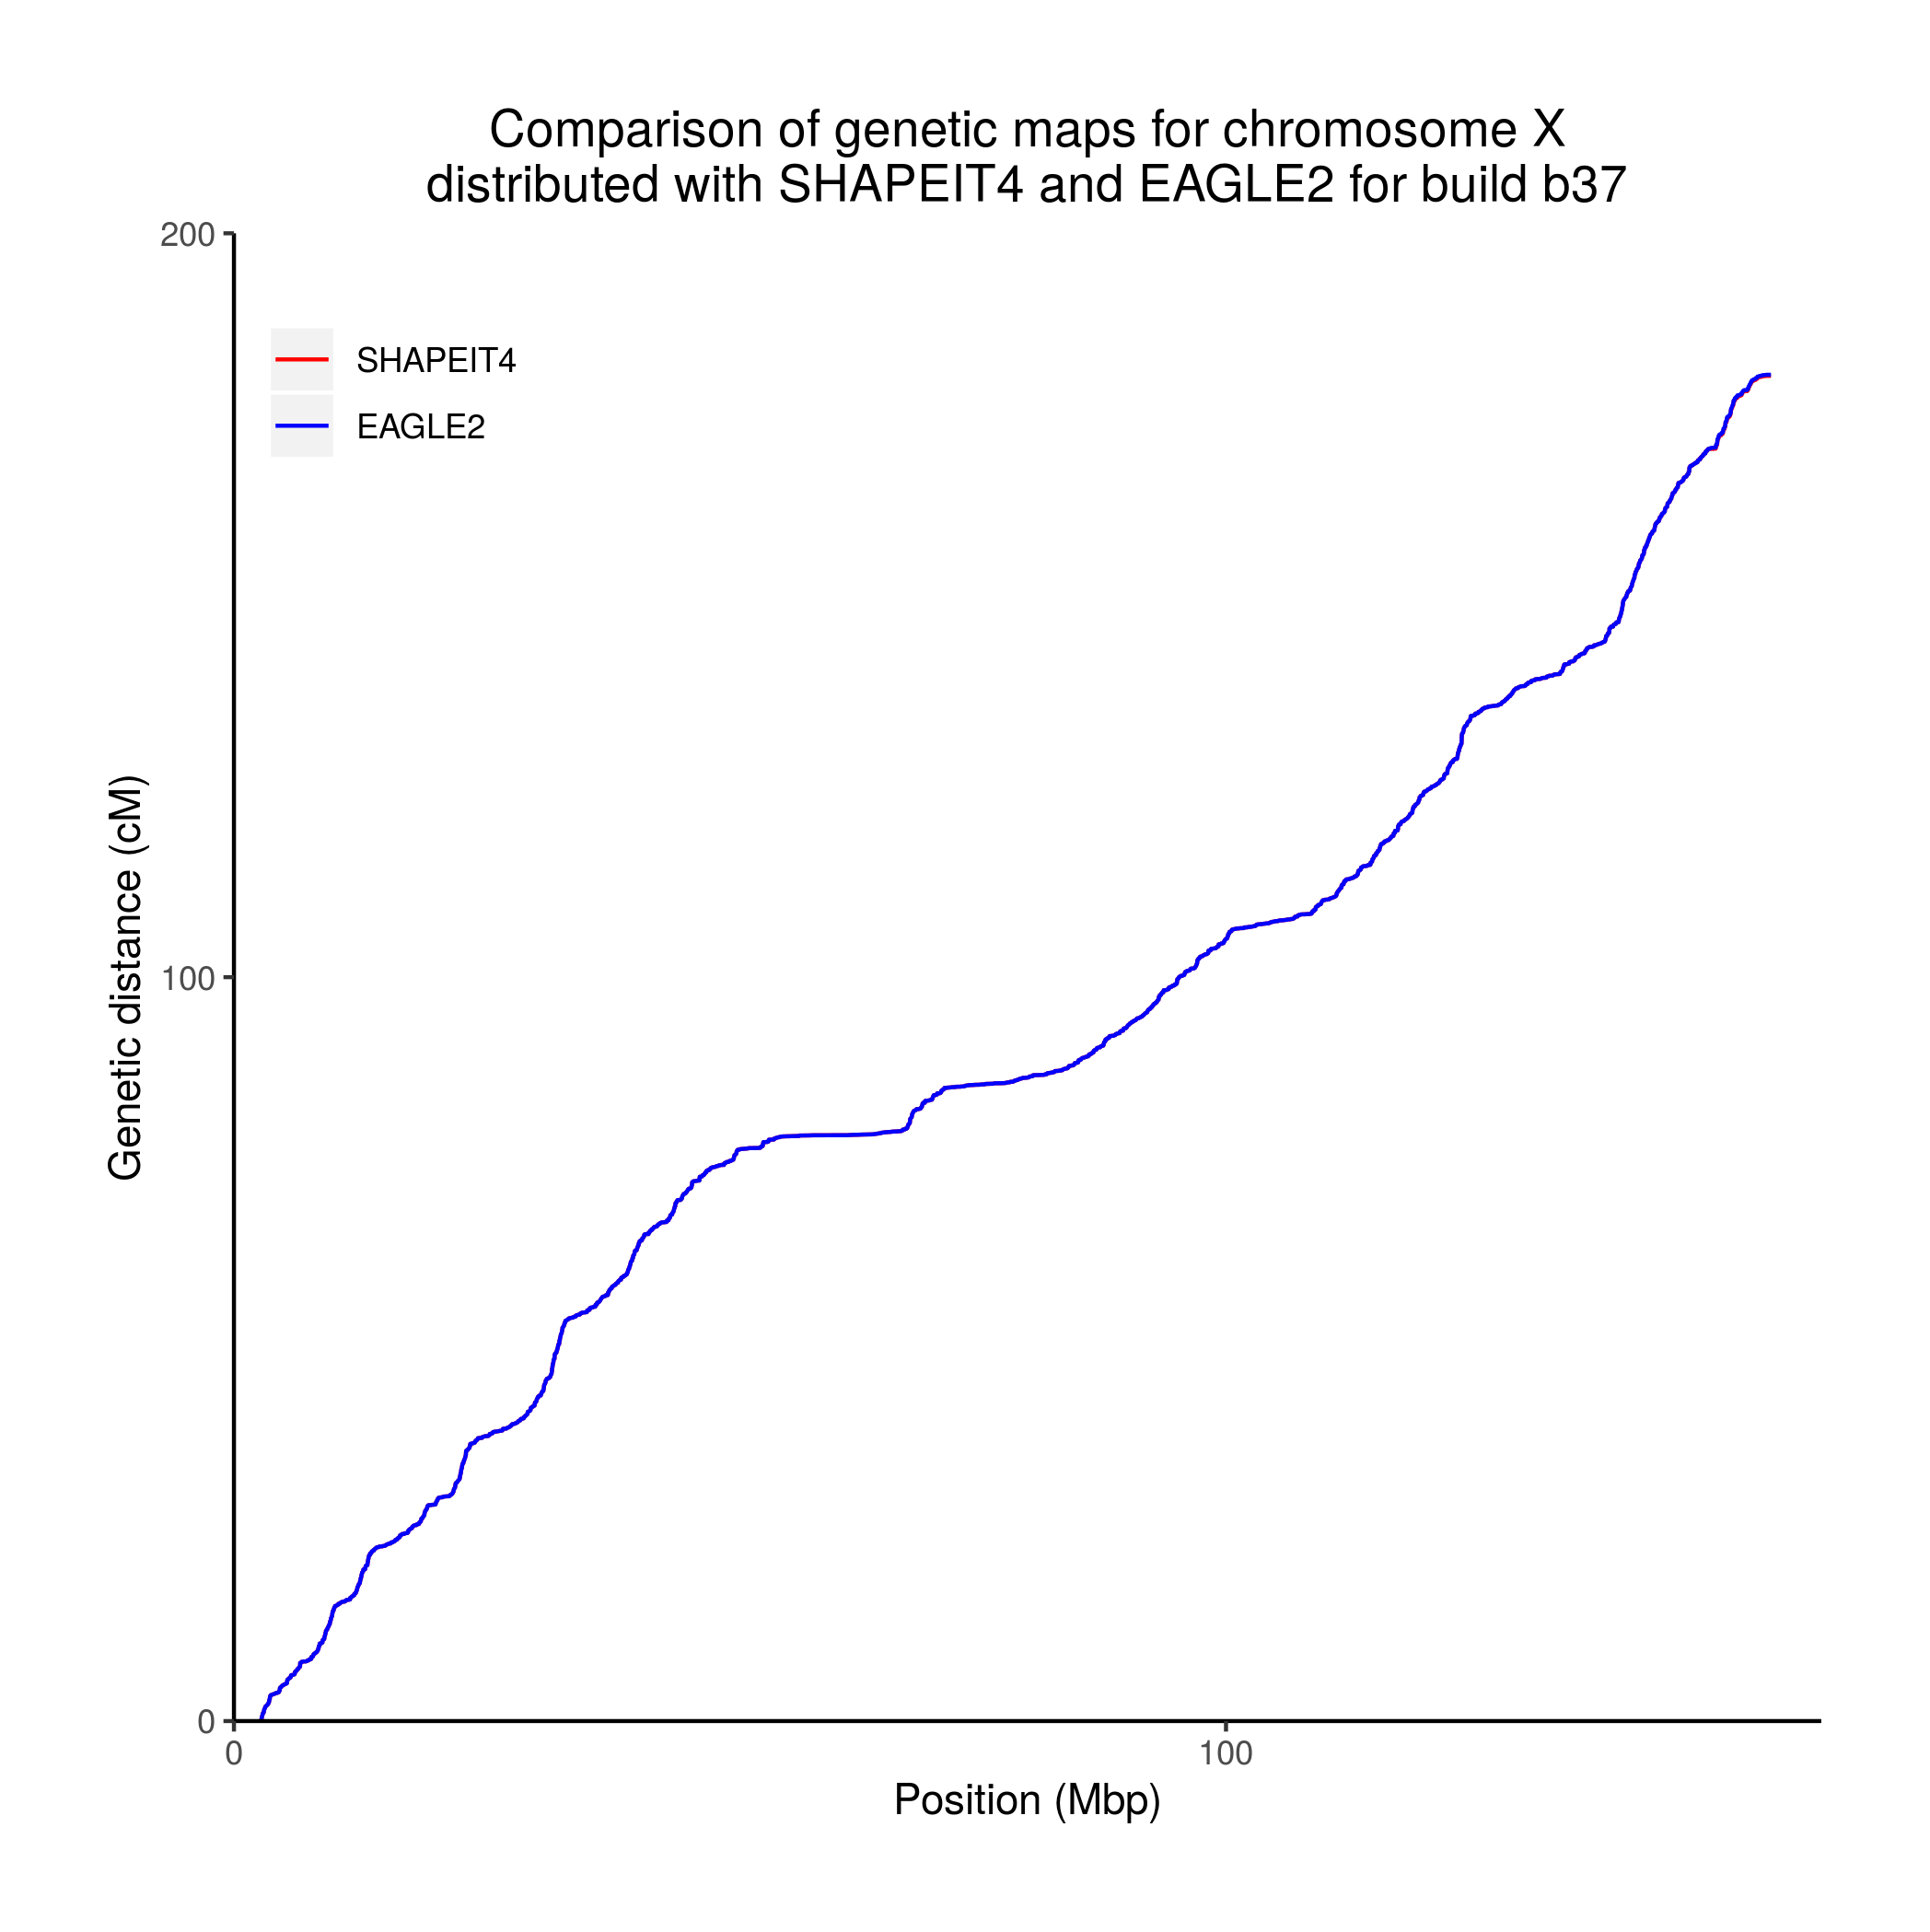 Comparison of genetic maps for chromosome X
distributed with SHAPEIT4 and EAGLE2 for build b37
200
SHAPEIT4
EAGLE2
Genetic distance (cM)
100
0
0
100
Position (Mbp)